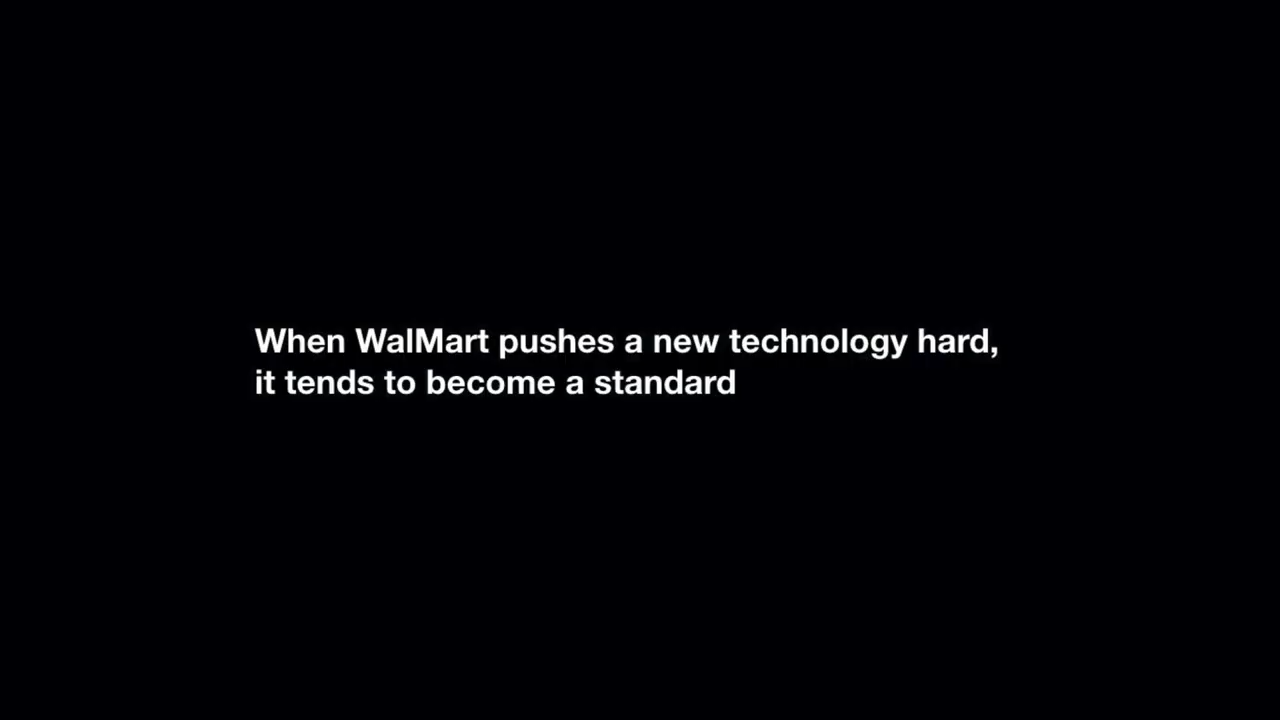 When WalMart pushes a new technology hard,
it tends to become a standard